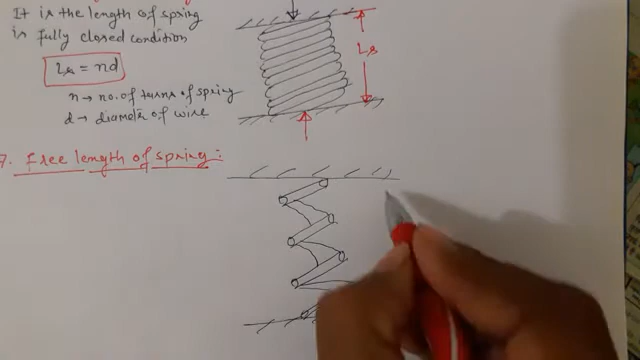 It is the length of spring
is fully closed condition
Ls = nd
Ls
n → no. of turns of spring
d → diameter of wire
7. Free length of spring: